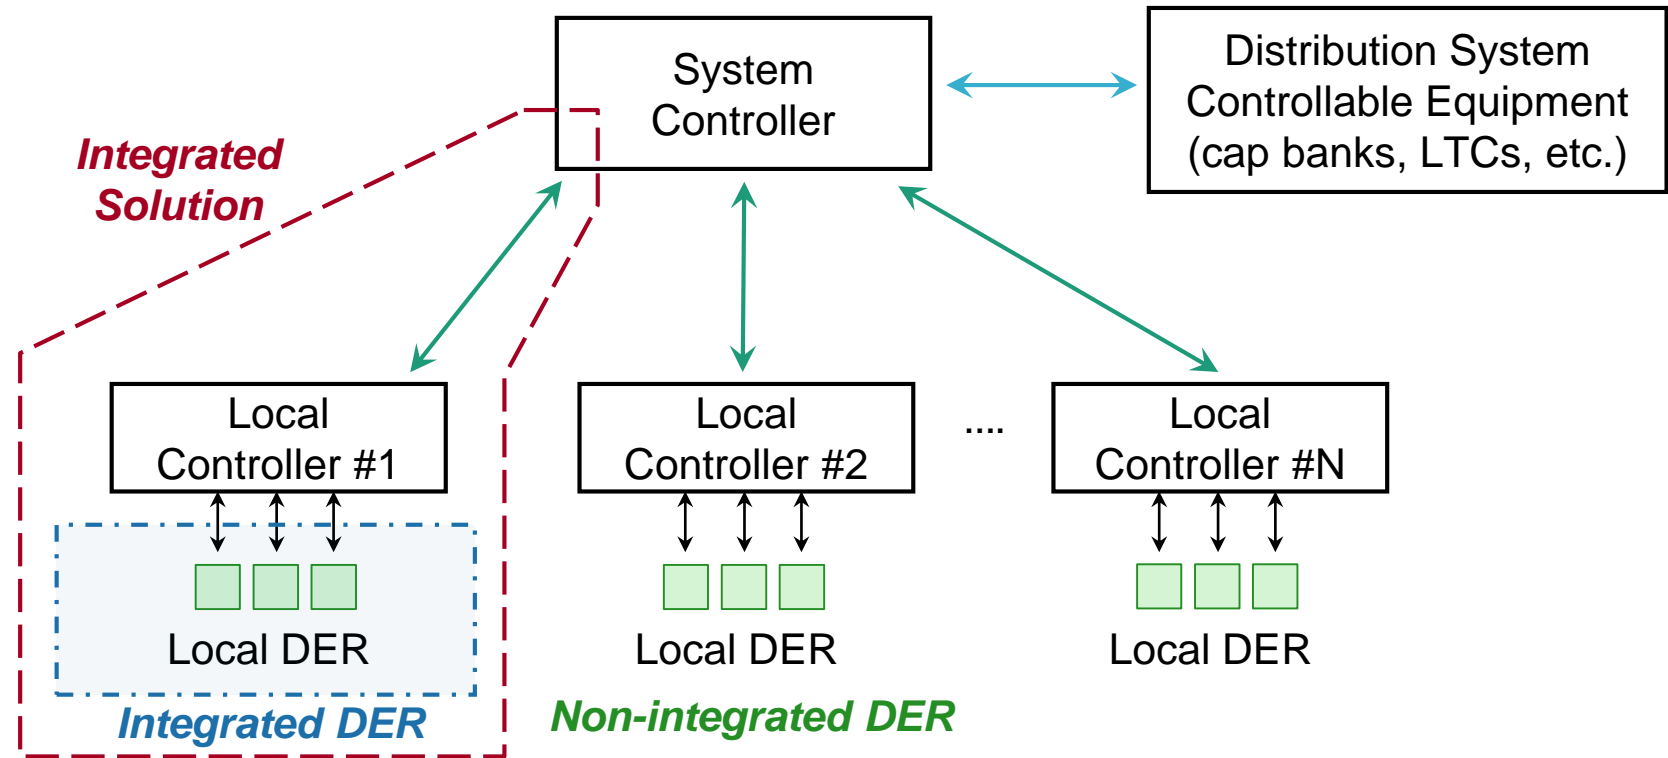 System
Controller
Distribution System
Controllable Equipment
(cap banks, LTCs, etc.)
Integrated
Solution
Local
Controller #1
Local
Controller #2
....
Local
Controller #N
Local DER
Local DER
Local DER
Integrated DER
Non-integrated DER